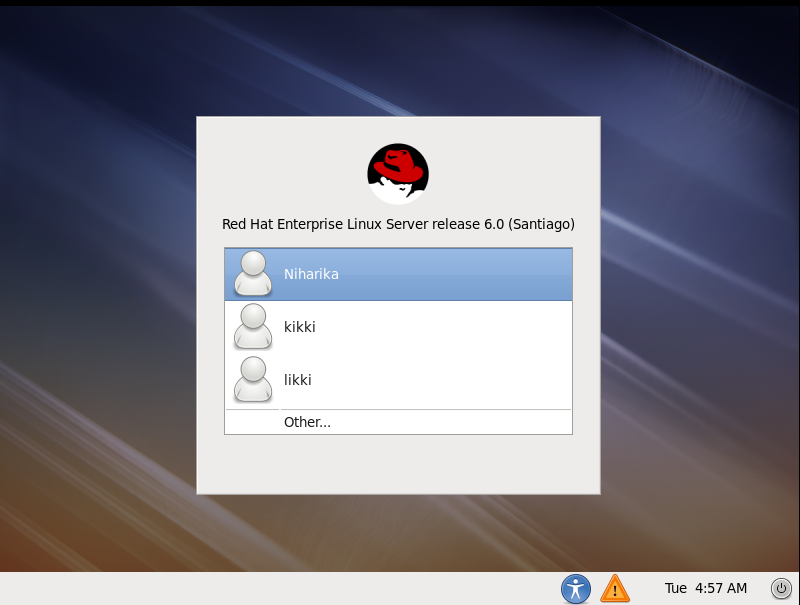 Red Hat Enterprise Linux Server release 6.0 (Santiago)
Niharika
kikki
likki
Other...
Tue 4:57 AM